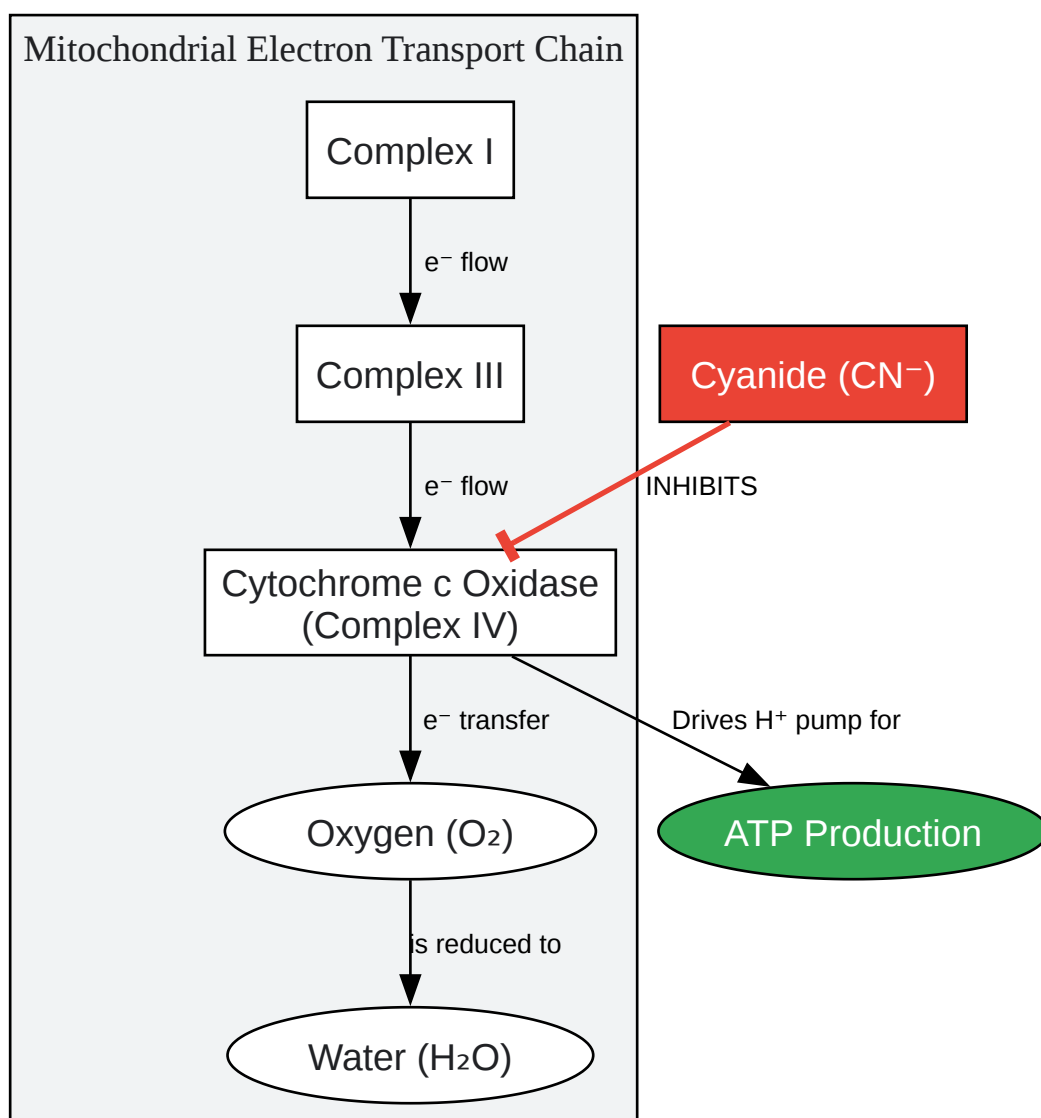 Mitochondrial Electron Transport Chain
Complex I
e⁻ flow
Complex III
Cyanide (CN⁻)
e⁻ flow
INHIBITS
Cytochrome c Oxidase
(Complex IV)
e⁻ transfer
Drives H⁺ pump for
Oxygen (O₂)
ATP Production
is reduced to
Water (H₂O)